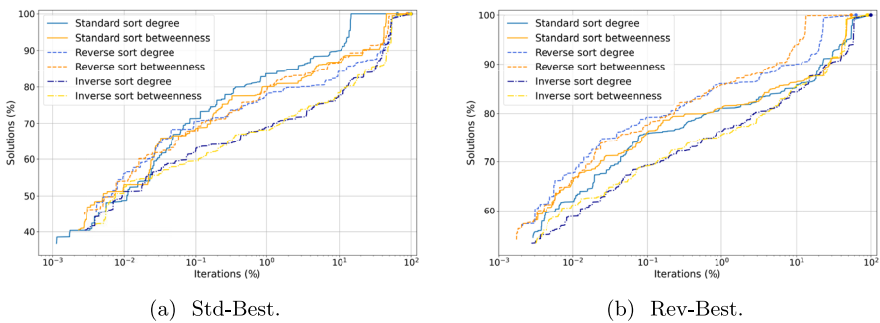 Solutions (%)
100
90
80
70
60
50
40
Standard sort degree
Standard sort betweenness
Reverse sort degree
Reverse sort betweenness
Inverse sort degree
Inverse sort betweenness
10⁻³ 10⁻² 10⁻¹ 10⁰ 10¹ 10²
Iterations (%)
(a) Std-Best.
Solutions (%)
100
90
80
70
60
Standard sort degree
Standard sort betweenness
Reverse sort degree
Reverse sort betweenness
Inverse sort degree
Inverse sort betweenness
10⁻³ 10⁻² 10⁻¹ 10⁰ 10¹ 10²
Iterations (%)
(b) Rev-Best.